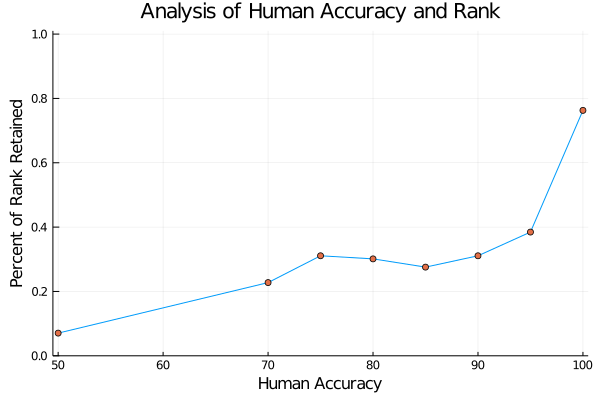 Analysis of Human Accuracy and Rank
Percent of Rank Retained
1.0
0.8
0.6
0.4
0.2
0.0
50 60 70 80 90 100
Human Accuracy